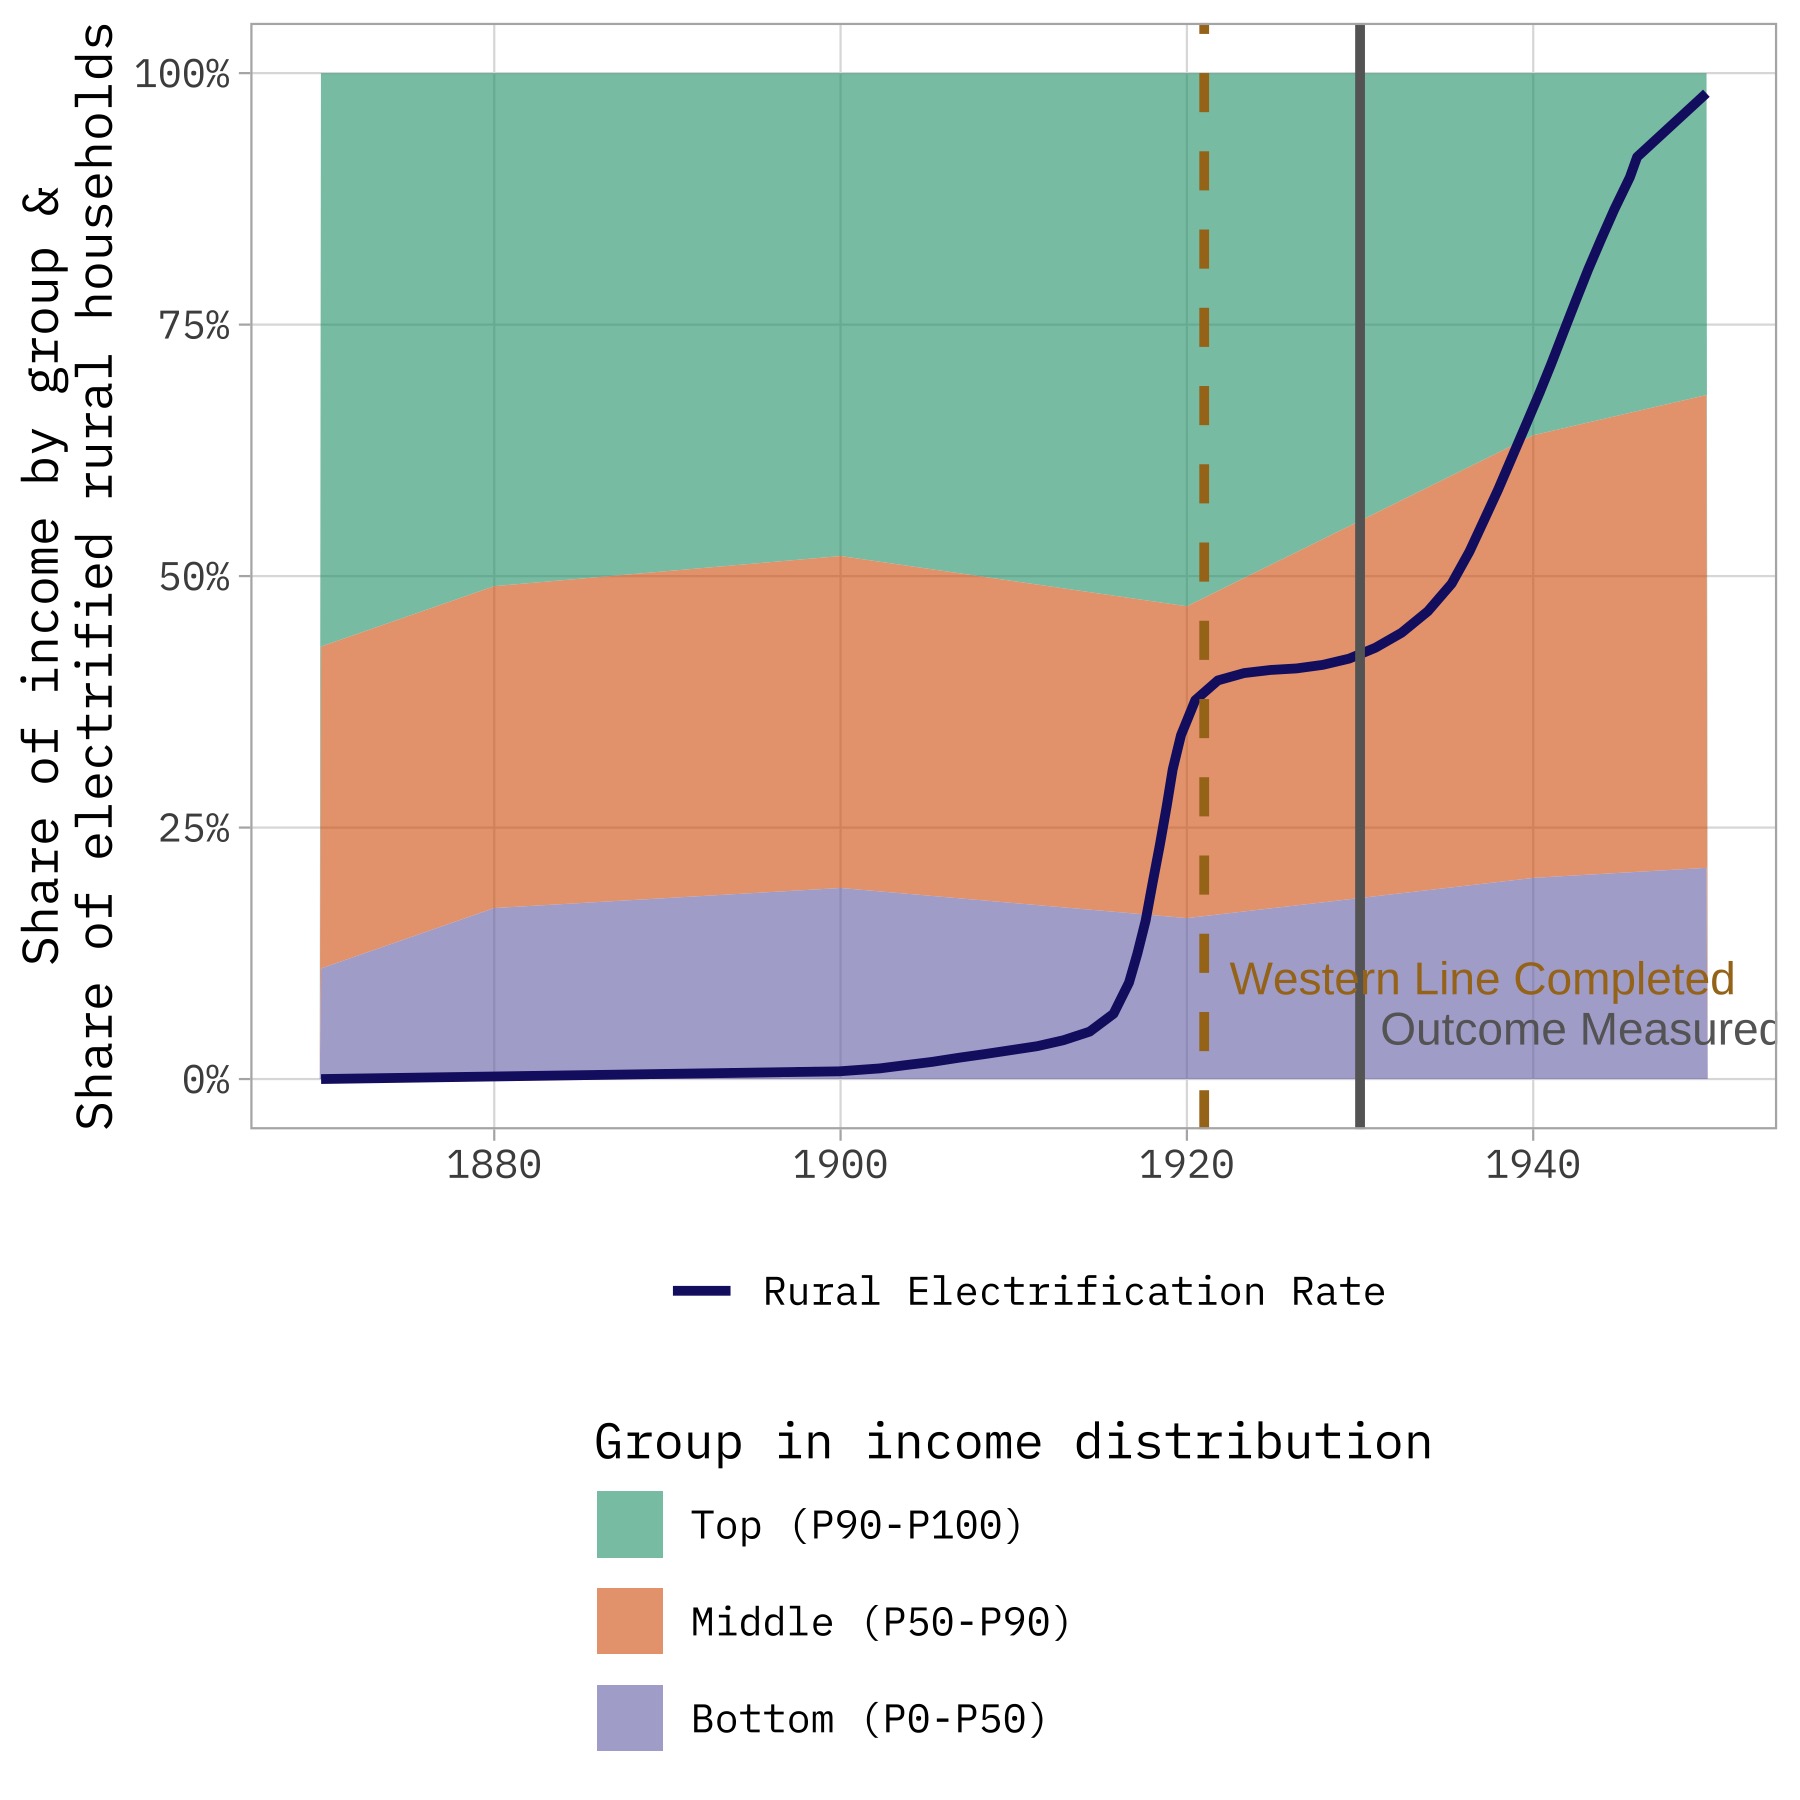 Share of income by group &
Share of electrified rural households
100%
75%
50%
25%
0%
Western Line Completed
Outcome Measured
1880
1900
1920
1940
Rural Electrification Rate
Group in income distribution
Top (P90-P100)
Middle (P50-P90)
Bottom (P0-P50)